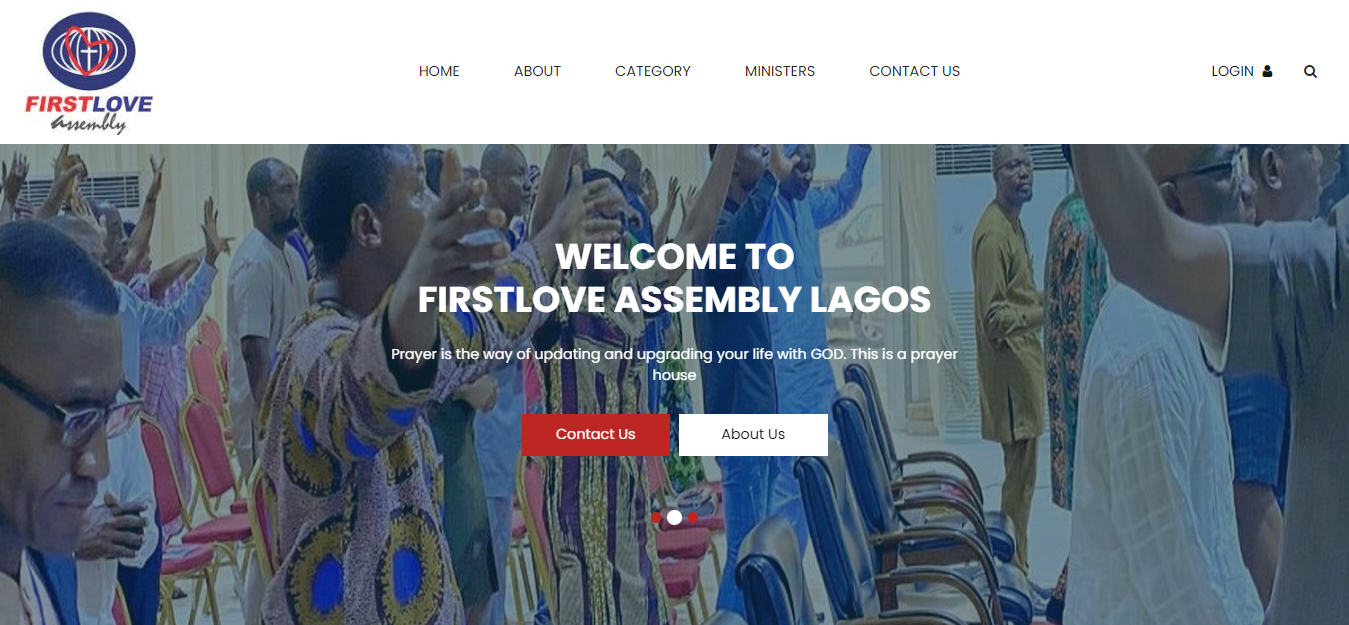 FIRSTLOVE
assembly
HOME ABOUT CATEGORY MINISTERS CONTACT US LOGIN
WELCOME TO
FIRSTLOVE ASSEMBLY LAGOS
Prayer is the way of updating and upgrading your life with GOD. This is a prayer
house
Contact Us About Us